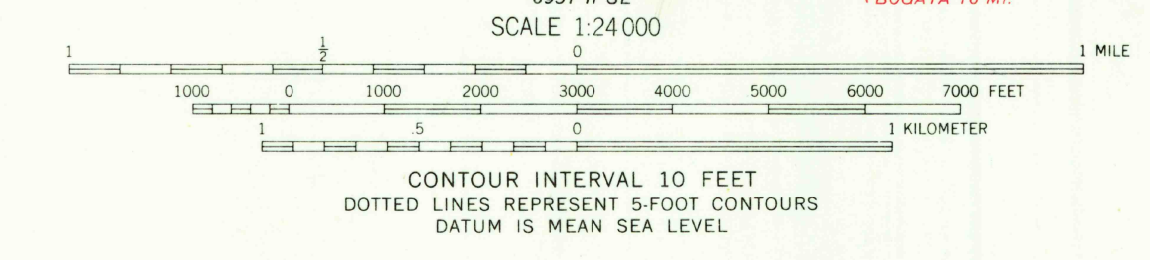 SCALE 1:24 000
1 1/2 0 1 MILE
1000 0 1000 2000 3000 4000 5000 6000 7000 FEET
1 .5 0 1 KILOMETER
CONTOUR INTERVAL 10 FEET
DOTTED LINES REPRESENT 5-FOOT CONTOURS
DATUM IS MEAN SEA LEVEL